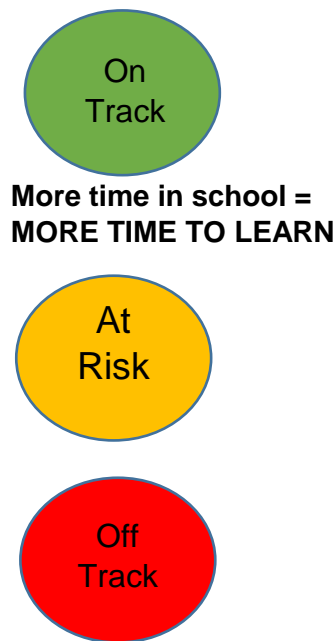 On
Track
More time in school =
MORE TIME TO LEARN
At
Risk
Off
Track